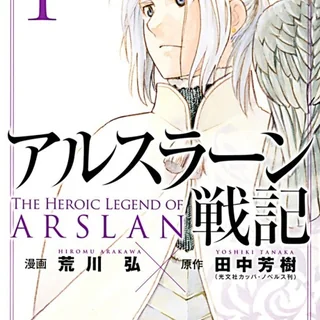 1
アルスラーン
THE HEROIC LEGEND OF
ARSLAN
戦記
HIROMU ARAKAWA
漫画 荒川 弘
×
YOSHIKI TANAKA
原作 田中芳樹
(光文社カッパ・ノベルス刊)